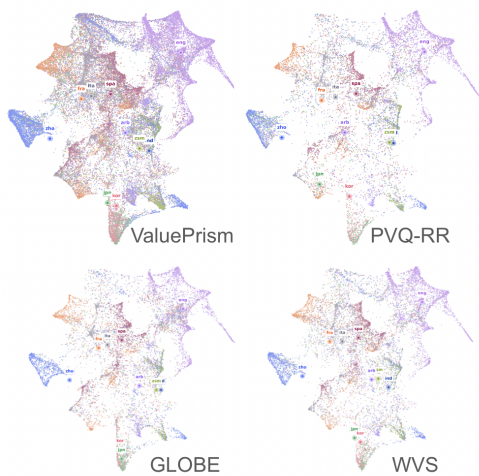 eng
fra
ita
spa
zho
arb
zsm
ind
jpn
kor
ValuePrism
eng
fra
ita
spa
zho
arb
zsm
jpn
kor
PVQ-RR
eng
fra
ita
spa
zho
arb
zsm
jpn
kor
GLOBE
eng
fra
ita
spa
zho
arb
ind
jpn
kor
WVS